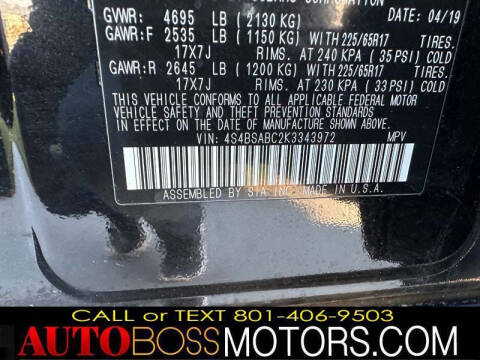 CORPORATION
GVWR: 4695 LB (2130 KG) DATE: 04/19
GAWR:F 2535 LB (1150 KG) WITH 225/65R17 TIRES.
17X7J RIMS. AT 240 KPA (35 PSI) COLD
GAWR:R 2645 LB (1200 KG) WITH 225/65R17 TIRES.
17X7J RIMS. AT 230 KPA (33 PSI) COLD
THIS VEHICLE CONFORMS TO ALL APPLICABLE FEDERAL MOTOR
VEHICLE SAFETY AND THEFT PREVENTION STANDARDS
IN EFFECT ON THE DATE OF MANUFACTURE SHOWN ABOVE.
VIN: 4S4BSABC2K3343972 MPV
ASSEMBLED IN U.S.A.
CALL or TEXT 801-406-9503
AUTOBOSSMOTORS.COM